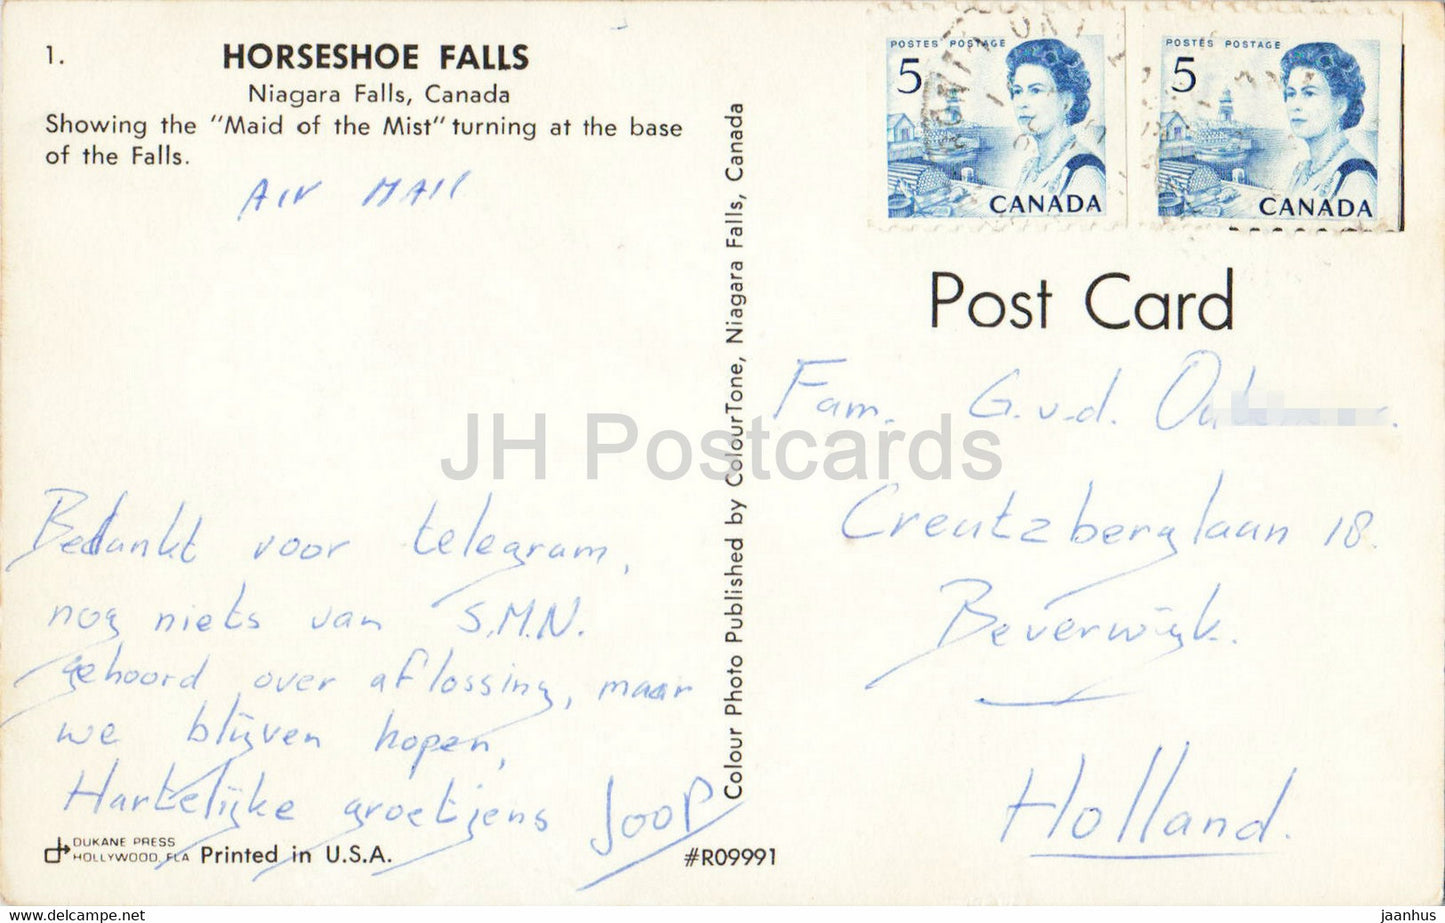 1.
HORSESHOE FALLS
Niagara Falls, Canada
Showing the "Maid of the Mist" turning at the base
of the Falls.
AIR MAIL
Bedankt voor telegram,
nog niets van S.M.N.
gehoord over aflossing, maar
we blijven hopen,
Hartelijke groetjens JOOP
DUKANE PRESS
HOLLYWOOD, FLA
Printed in U.S.A.
#R09991
Colour Photo Published by ColourTone, Niagara Falls, Canada
POSTES POSTAGE
5
CANADA
POSTES POSTAGE
5
CANADA
Post Card
Fam. G.v.d.
Creutzberglaan 18.
Beverwijk.
Holland.
JH Postcards
hippostcard.com
jaanhus